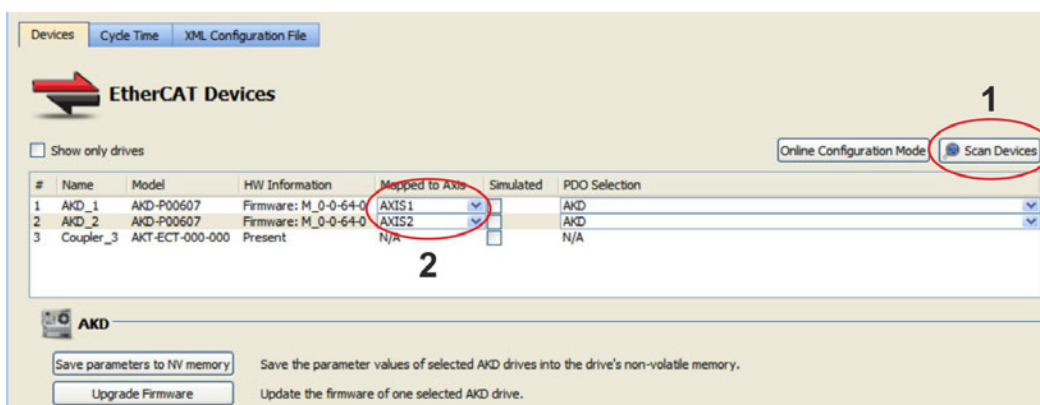 Devices Cycle Time XML Configuration File
EtherCAT Devices
1
Show only drives
Online Configuration Mode Scan Devices
# Name Model HW Information Mapped to Axis Simulated PDO Selection
1 AKD_1 AKD-P00607 Firmware: M_0-0-64-0 AXIS1 AKD
2 AKD_2 AKD-P00607 Firmware: M_0-0-64-0 AXIS2 AKD
3 Coupler_3 AKT-ECT-000-000 Present N/A N/A
2
AKD
Save parameters to NV memory Save the parameter values of selected AKD drives into the drive's non-volatile memory.
Upgrade Firmware Update the firmware of one selected AKD drive.